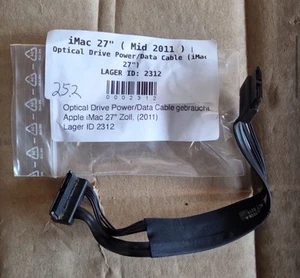 iMac 27" ( Mid 2011 )
Optical Drive Power/Data Cable (iMac
27")
LAGER ID: 2312
0002312
252
Optical Drive Power/Data Cable gebraucht
Apple iMac 27" Zoll, (2011)
Lager ID 2312